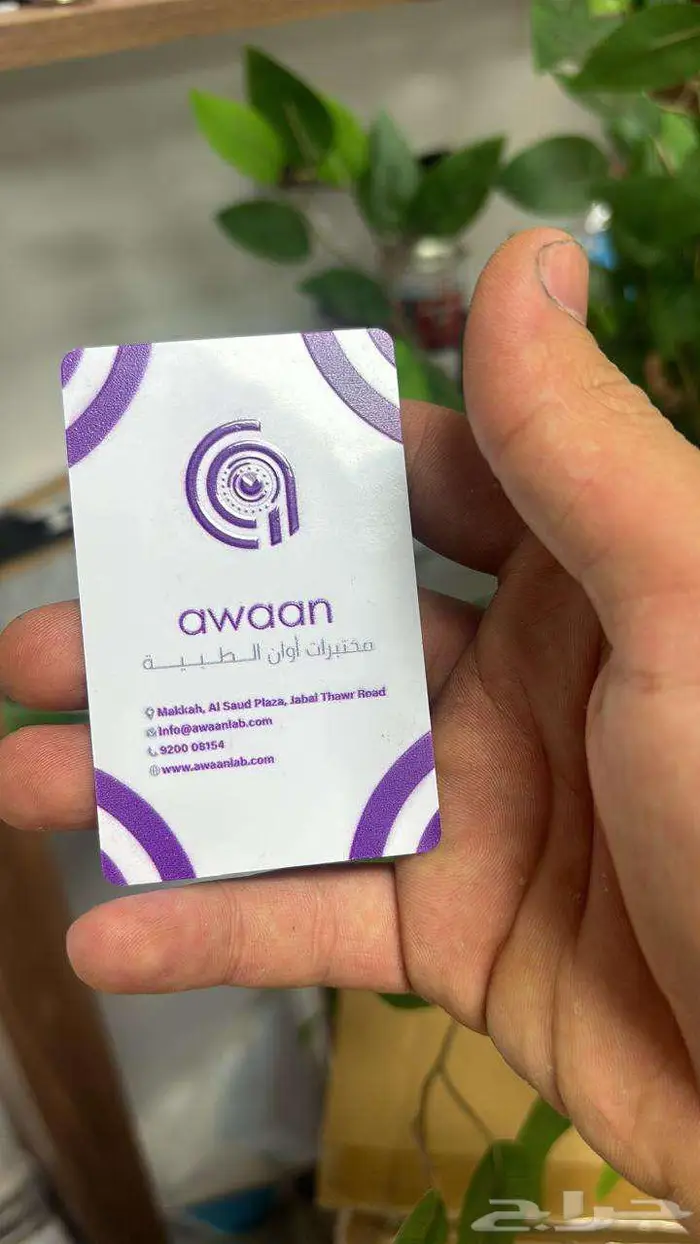 awaan
مختبرات أوان الـطـبـيـــة
Makkah, Al Saud Plaza, Jabal Thawr Road
Info@awaanlab.com
9200 08154
www.awaanlab.com
حراج